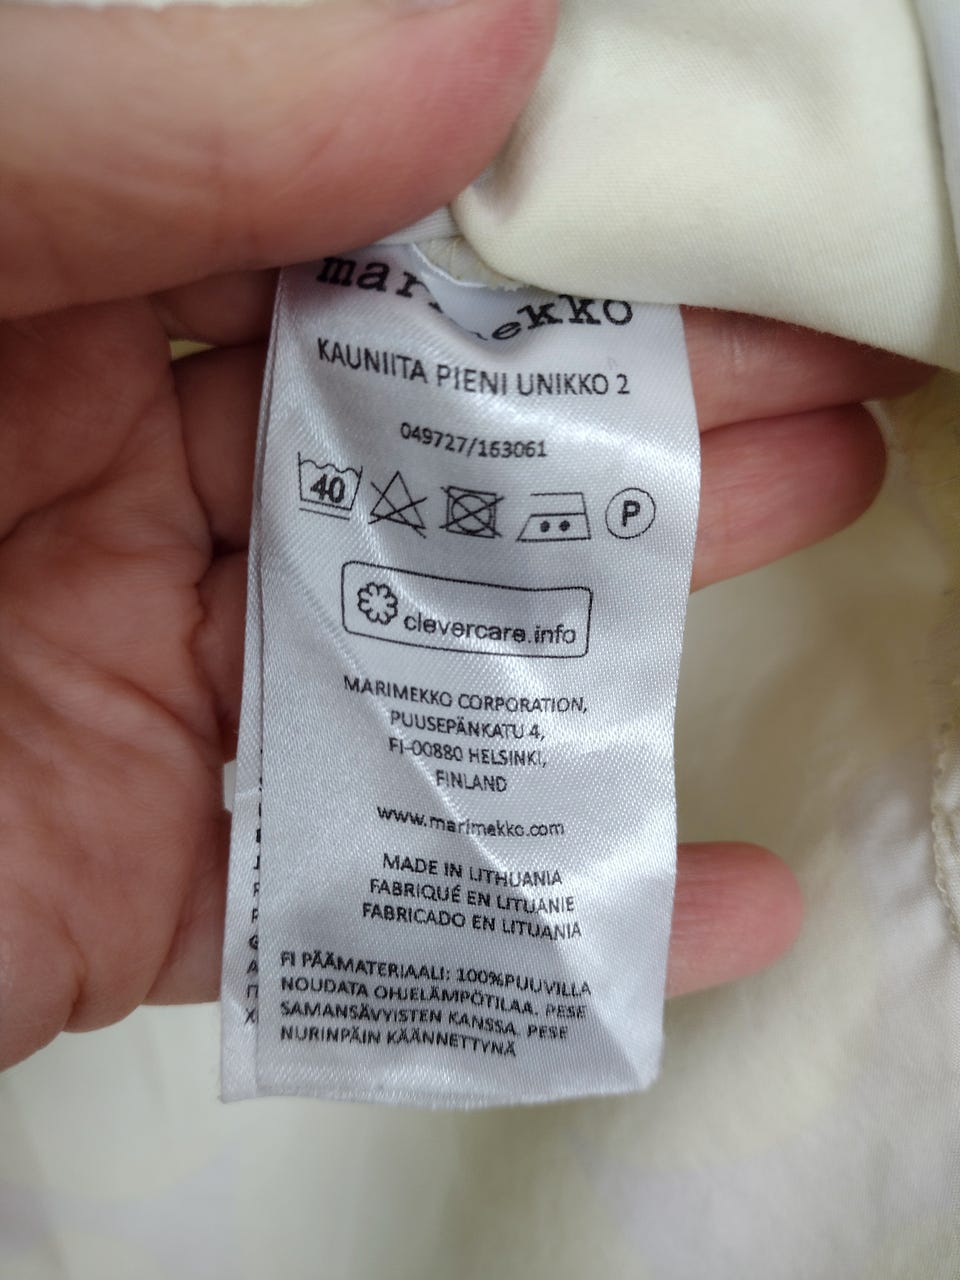 marimekko
KAUNIITA PIENI UNIKKO 2
049727/163061
40 P
clevercare.info
MARIMEKKO CORPORATION,
PUUSEPÄNKATU 4,
FI-00880 HELSINKI,
FINLAND
www.marimekko.com
MADE IN LITHUANIA
FABRIQUÉ EN LITUANIE
FABRICADO EN LITUANIA
FI PÄÄMATERIAALI: 100%PUUVILLA
NOUDATA OHJELÄMPÖTILAA. PESE
SAMANSÄVYISTEN KANSSA. PESE
NURINPÄIN KÄÄNNETTYNÄ